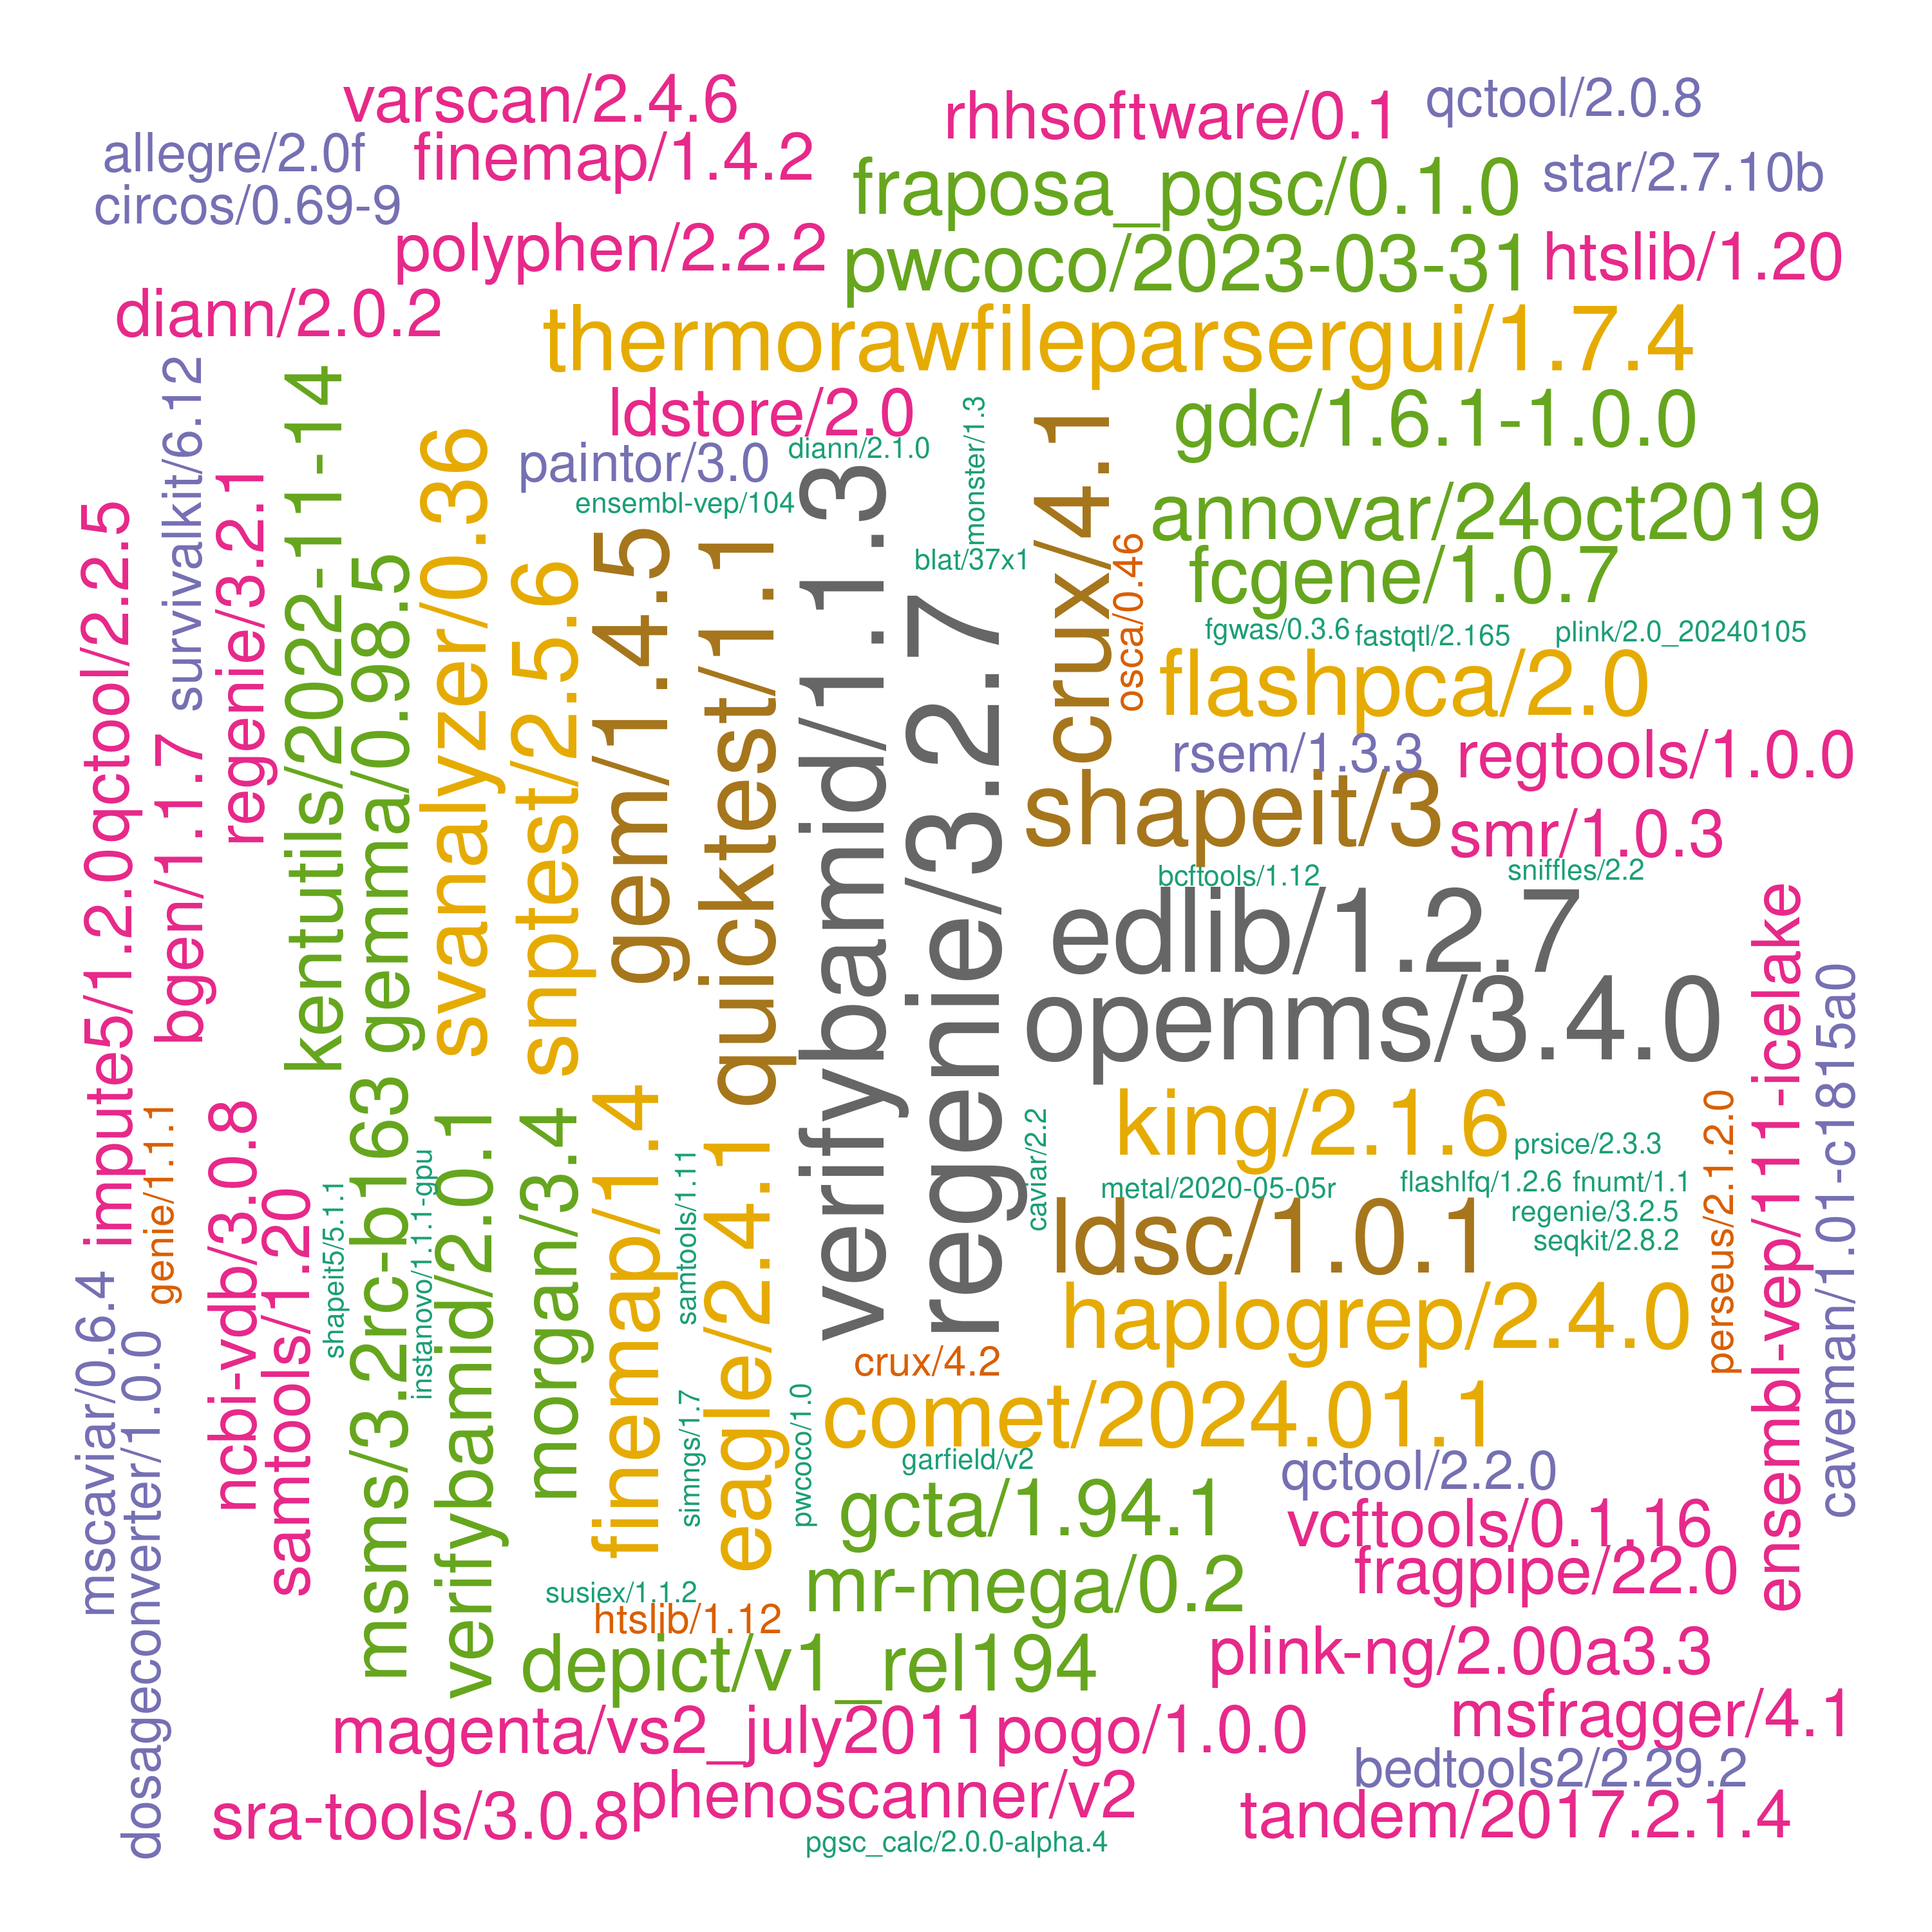 varscan/2.4.6
rhhsoftware/0.1
qctool/2.0.8
allegre/2.0f
finemap/1.4.2
fraposa_pgsc/0.1.0
star/2.7.10b
circos/0.69-9
polyphen/2.2.2
pwcoco/2023-03-31
htslib/1.20
diann/2.0.2
thermorawfileparsergui/1.7.4
ldstore/2.0
gdc/1.6.1-1.0.0
paintor/3.0
diann/2.1.0
monster/1.3
ensembl-vep/104
annovar/24oct2019
blat/37x1
fcgene/1.0.7
fgwas/0.3.6
fastqtl/2.165
plink/2.0_20240105
flashpca/2.0
osca/0.46
crux/4.1
rsem/1.3.3
regtools/1.0.0
shapeit/3
smr/1.0.3
bcftools/1.12
sniffles/2.2
edlib/1.2.7
openms/3.4.0
impute5/1.2.0
qctool/2.2.5
survivalkit/6.12
bgen/1.1.7
regenie/3.2.1
kentutils/2022-11-14
gemma/0.98.5
svanalyzer/0.36
snptest/2.5.6
gem/1.4.5
quicktest/1.1
verifybamid/1.1.3
regenie/3.2.7
king/2.1.6
prsice/2.3.3
caviar/2.2
metal/2020-05-05r
flashlfq/1.2.6
fnumt/1.1
regenie/3.2.5
seqkit/2.8.2
ldsc/1.0.1
haplogrep/2.4.0
perseus/2.1.2.0
ensembl-vep/111-icelake
caveman/1.01-c1815a0
genie/1.1.1
mscaviar/0.6.4
dosageconverter/1.0.0
ncbi-vdb/3.0.8
samtools/1.20
shapeit5/5.1.1
msms/3.2rc-b163
instanovo/1.1.1-gpu
verifybamid/2.0.1
morgan/3.4
finemap/1.4
samtools/1.11
eagle/2.4.1
simngs/1.7
pwcoco/1.0
crux/4.2
comet/2024.01.1
garfield/v2
qctool/2.2.0
gcta/1.94.1
vcftools/0.1.16
fragpipe/22.0
mr-mega/0.2
susiex/1.1.2
htslib/1.12
depict/v1_rel194
plink-ng/2.00a3.3
magenta/vs2_july2011
pogo/1.0.0
msfragger/4.1
bedtools2/2.29.2
sra-tools/3.0.8
phenoscanner/v2
tandem/2017.2.1.4
pgsc_calc/2.0.0-alpha.4